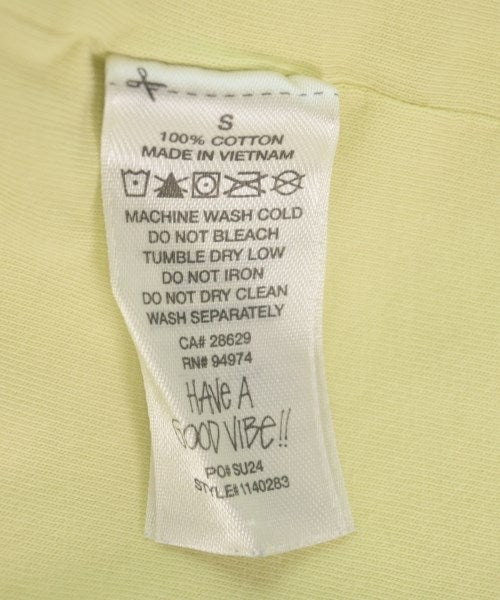 S
100% COTTON
MADE IN VIETNAM
MACHINE WASH COLD
DO NOT BLEACH
TUMBLE DRY LOW
DO NOT IRON
DO NOT DRY CLEAN
WASH SEPARATELY
CA# 28629
RN# 94974
HAVE A
GOOD VIBE!!
PO# SU24
STYLE# 1140283